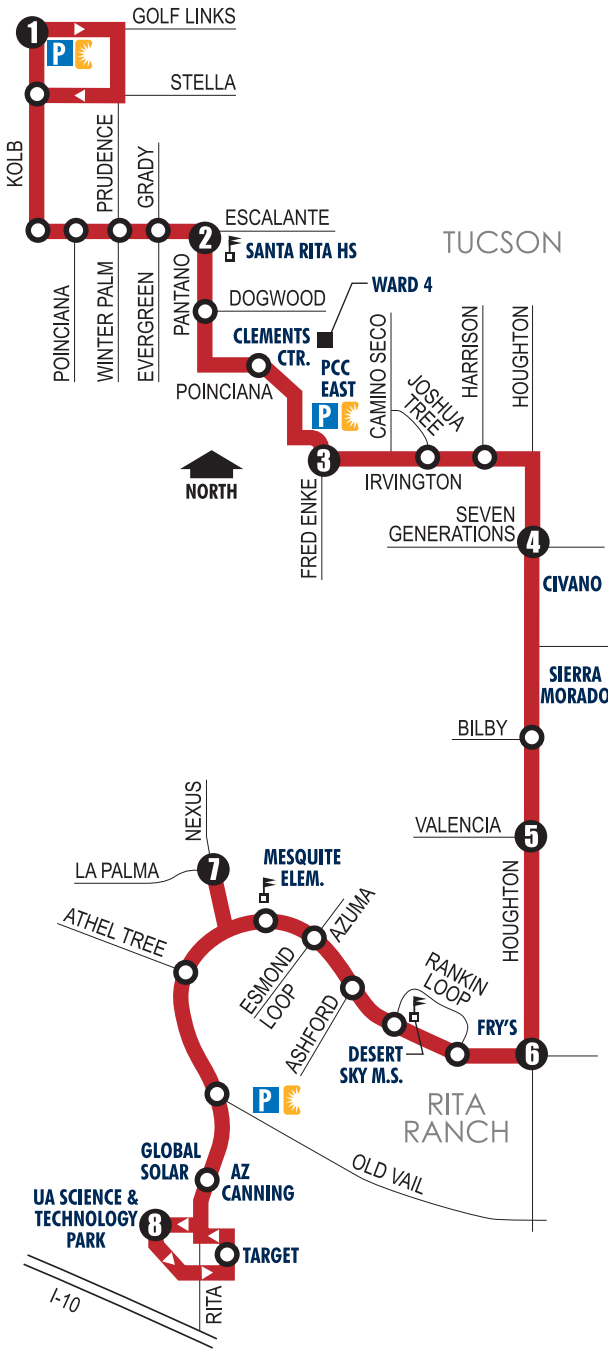 GOLF LINKS
1
P
STELLA
KOLB
PRUDENCE
GRADY
ESCALANTE
2
SANTA RITA HS
TUCSON
POINCIANA
WINTER PALM
EVERGREEN
PANTANO
DOGWOOD
WARD 4
CLEMENTS
CTR.
POINCIANA
PCC
EAST
P
CAMINO SECO
JOSHUA
TREE
HARRISON
HOUGHTON
3
IRVINGTON
NORTH
FRED ENKE
SEVEN
GENERATIONS
4
CIVANO
SIERRA
MORADO
BILBY
VALENCIA
5
NEXUS
7
LA PALMA
MESQUITE
ELEM.
HOUGHTON
ATHEL TREE
ESMOND
LOOP
AZUMA
ASHFORD
RANKIN
LOOP
FRY'S
6
DESERT
SKY M.S.
RITA
RANCH
P
OLD VAIL
GLOBAL
SOLAR
AZ
CANNING
UA SCIENCE &
TECHNOLOGY
PARK
8
TARGET
RITA
I-10